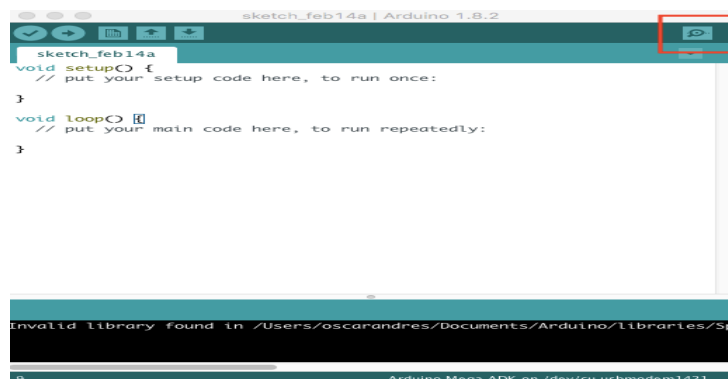 sketch_feb14a | Arduino 1.8.2
sketch_feb14a
void setup() {
// put your setup code here, to run once:
}
void loop() {
// put your main code here, to run repeatedly:
}
Invalid library found in /Users/oscarandres/Documents/Arduino/libraries/Sp
9
Arduino Mega ADK on /dev/cu.usbmodem1431